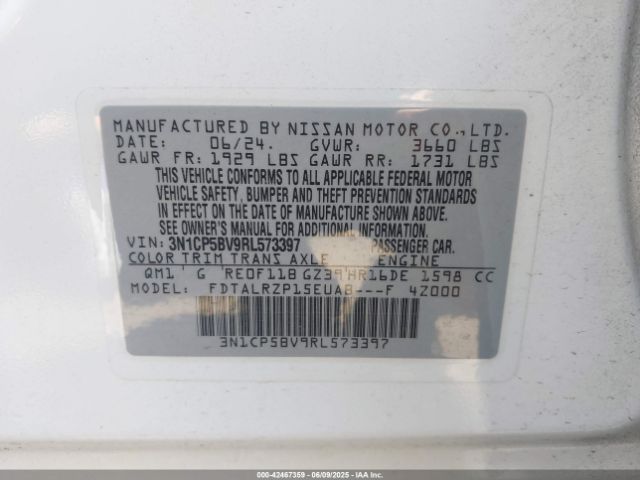 MANUFACTURED BY NISSAN MOTOR CO., LTD.
DATE: 06/24. GVWR: 3660 LBS
GAWR FR: 1929 LBS GAWR RR: 1731 LBS
THIS VEHICLE CONFORMS TO ALL APPLICABLE FEDERAL MOTOR
VEHICLE SAFETY, BUMPER AND THEFT PREVENTION STANDARDS
IN EFFECT ON THE DATE OF MANUFACTURE SHOWN ABOVE.
SEE OWNER'S MANUAL FOR ADDITIONAL INFORMATION.
VIN: 3N1CP5BV9RL573397 PASSENGER CAR.
COLOR TRIM TRANS AXLE ENGINE
QM1 G RE0F11B GZ39 HR16DE 1598 CC
MODEL: FDTALRZP15EUAB---F 4Z000
3N1CP5BV9RL573397
000-42467359 | 06/09/2025 | IAAI.COM